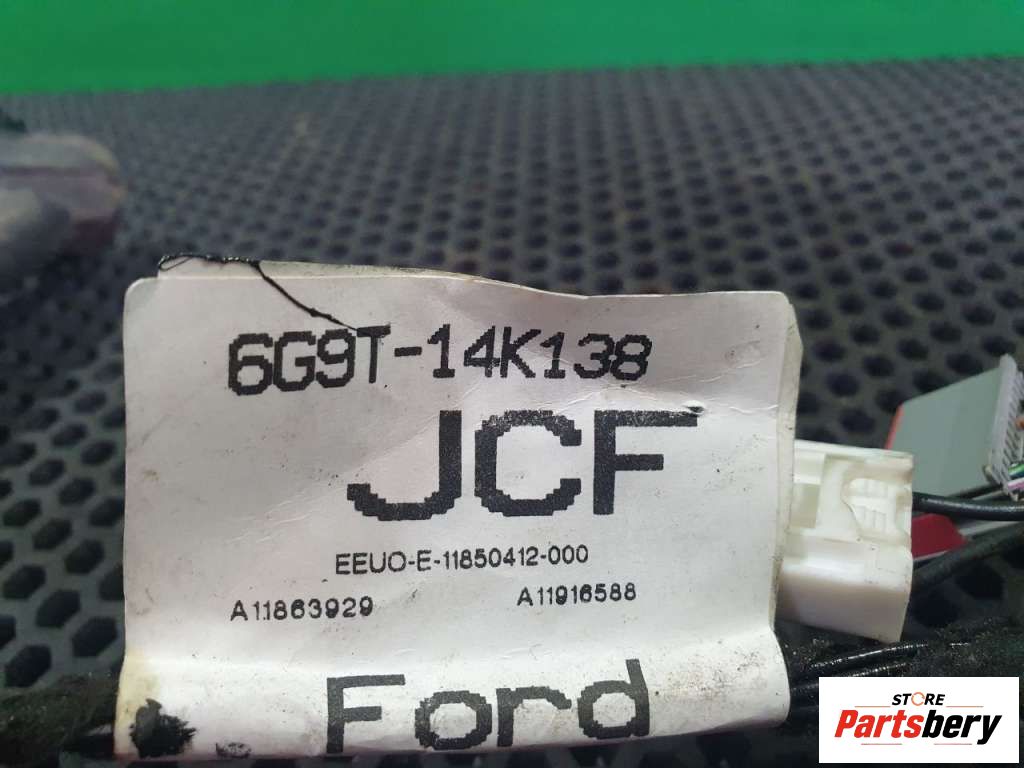 6G9T-14K138
JCF
EEUO-E-11850412-000
A11863929
A11916588
Ford
STORE
Partsbery